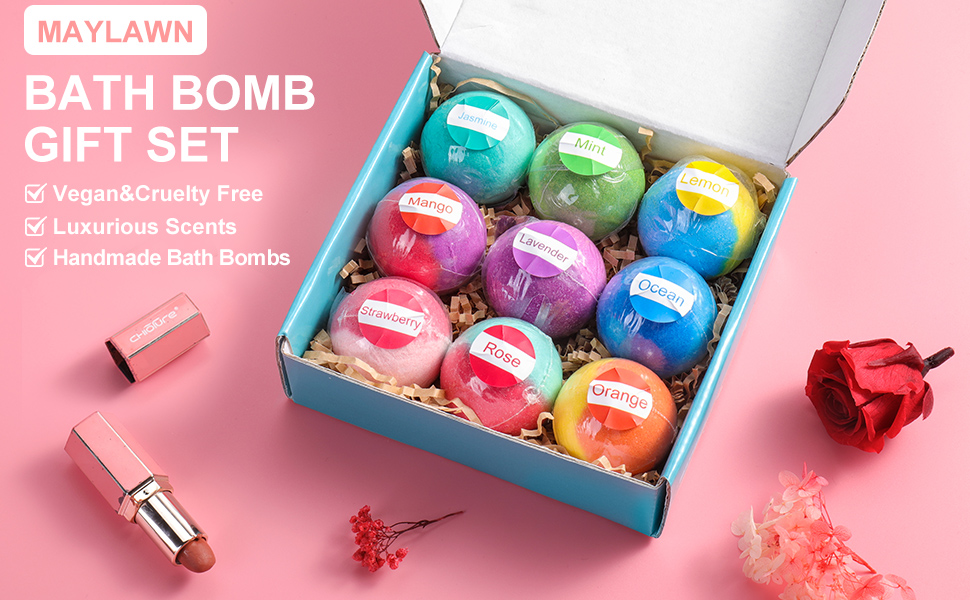 MAYLAWN
BATH BOMB
GIFT SET
Vegan&Cruelty Free
Luxurious Scents
Handmade Bath Bombs
Jasmine
Mint
Lemon
Mango
Lavender
Ocean
Strawberry
Rose
Orange
CHIOTURE®